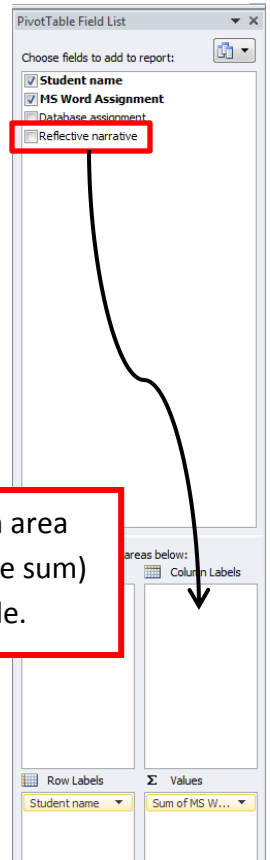 PivotTable Field List
Choose fields to add to report:
Student name
MS Word Assignment
Database assignment
Reflective narrative
area
e sum)
le.
areas below:
Column Labels
Row Labels
Σ Values
Student name
Sum of MS W...